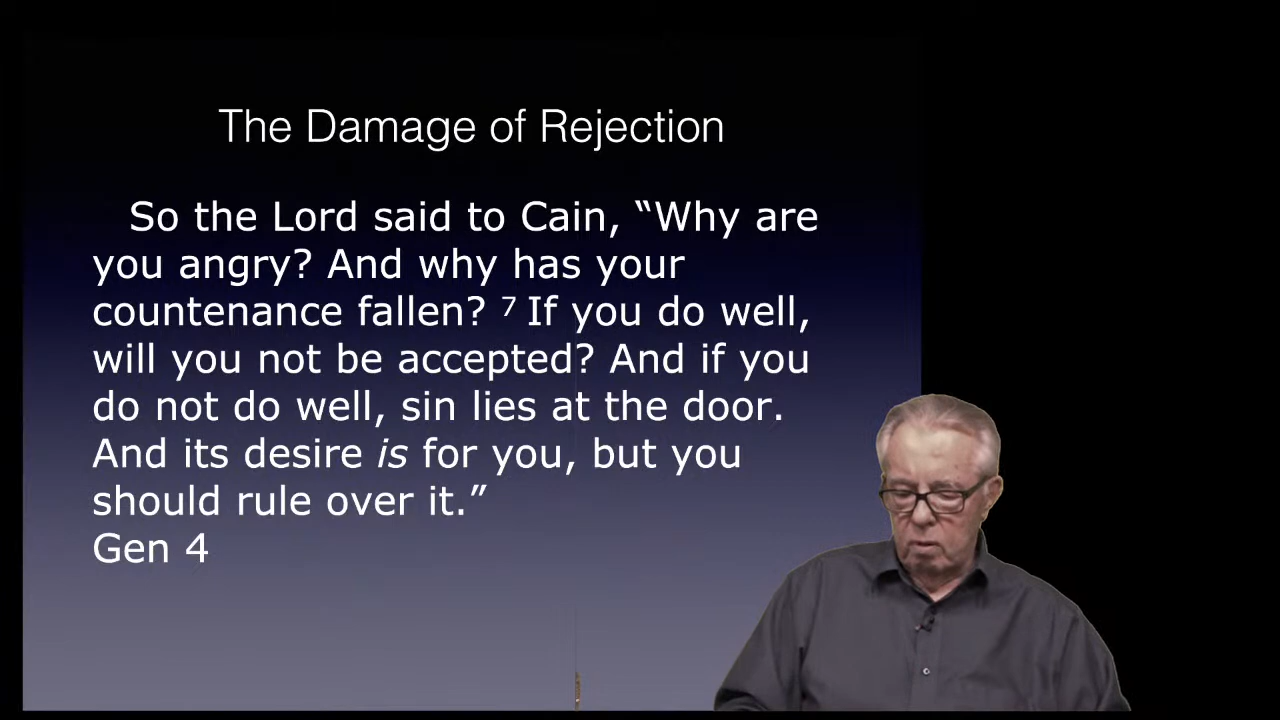 The Damage of Rejection
So the Lord said to Cain, “Why are
you angry? And why has your
countenance fallen? ⁷ If you do well,
will you not be accepted? And if you
do not do well, sin lies at the door.
And its desire is for you, but you
should rule over it.”
Gen 4